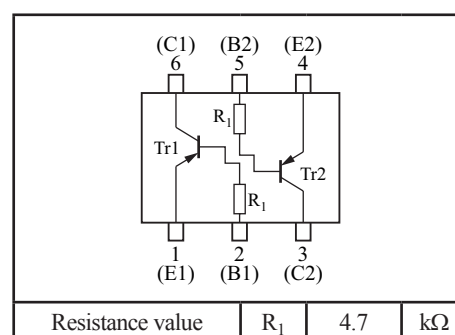 (C1) (B2) (E2)
6 5 4
R1
Tr1
Tr2
R1
1 2 3
(E1) (B1) (C2)
Resistance value R1 4.7 kΩ